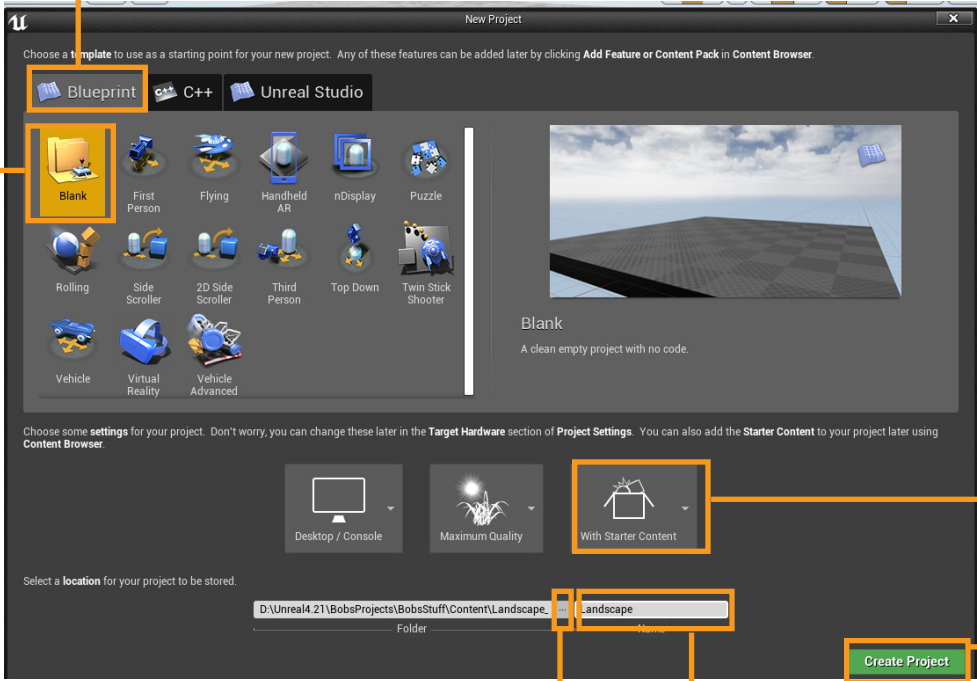 New Project
Choose a template to use as a starting point for your new project. Any of these features can be added later by clicking Add Feature or Content Pack in Content Browser.
Blueprint
C++
C++
Unreal Studio
Blank
First
Person
Flying
Handheld
AR
nDisplay
Puzzle
Rolling
Side
Scroller
2D Side
Scroller
Third
Person
Top Down
Twin Stick
Shooter
Vehicle
Virtual
Reality
Vehicle
Advanced
Blank
A clean empty project with no code.
Choose some settings for your project. Don't worry, you can change these later in the Target Hardware section of Project Settings. You can also add the Starter Content to your project later using
Content Browser.
Desktop / Console
Maximum Quality
With Starter Content
Select a location for your project to be stored.
D:\Unreal4.21\BobsProjects\BobsStuff\Content\Landscape_
...
Landscape
Folder
Name
Create Project